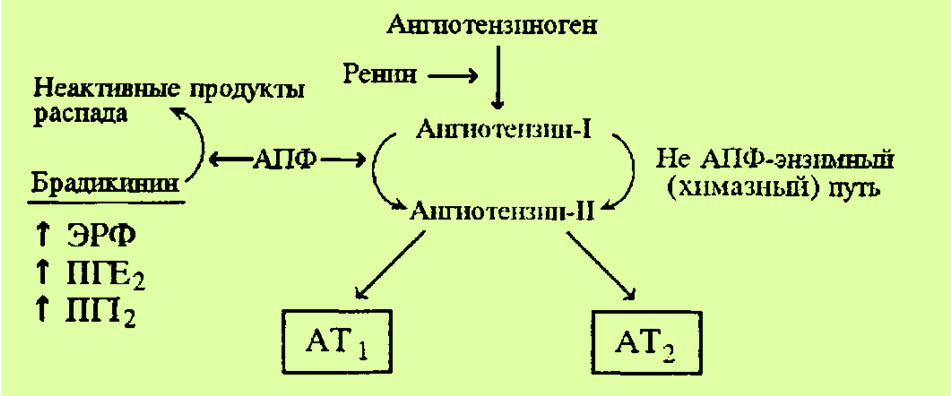 Ангиотензиноген
Ренин
Неактивные продукты
распада
Ангиотензин-I
АПФ
Не АПФ-энзимный
(химазный) путь
Брадикинин
Ангиотензин-II
↑ ЭРФ
↑ ПГЕ2
↑ ПГІ2
АТ1
АТ2